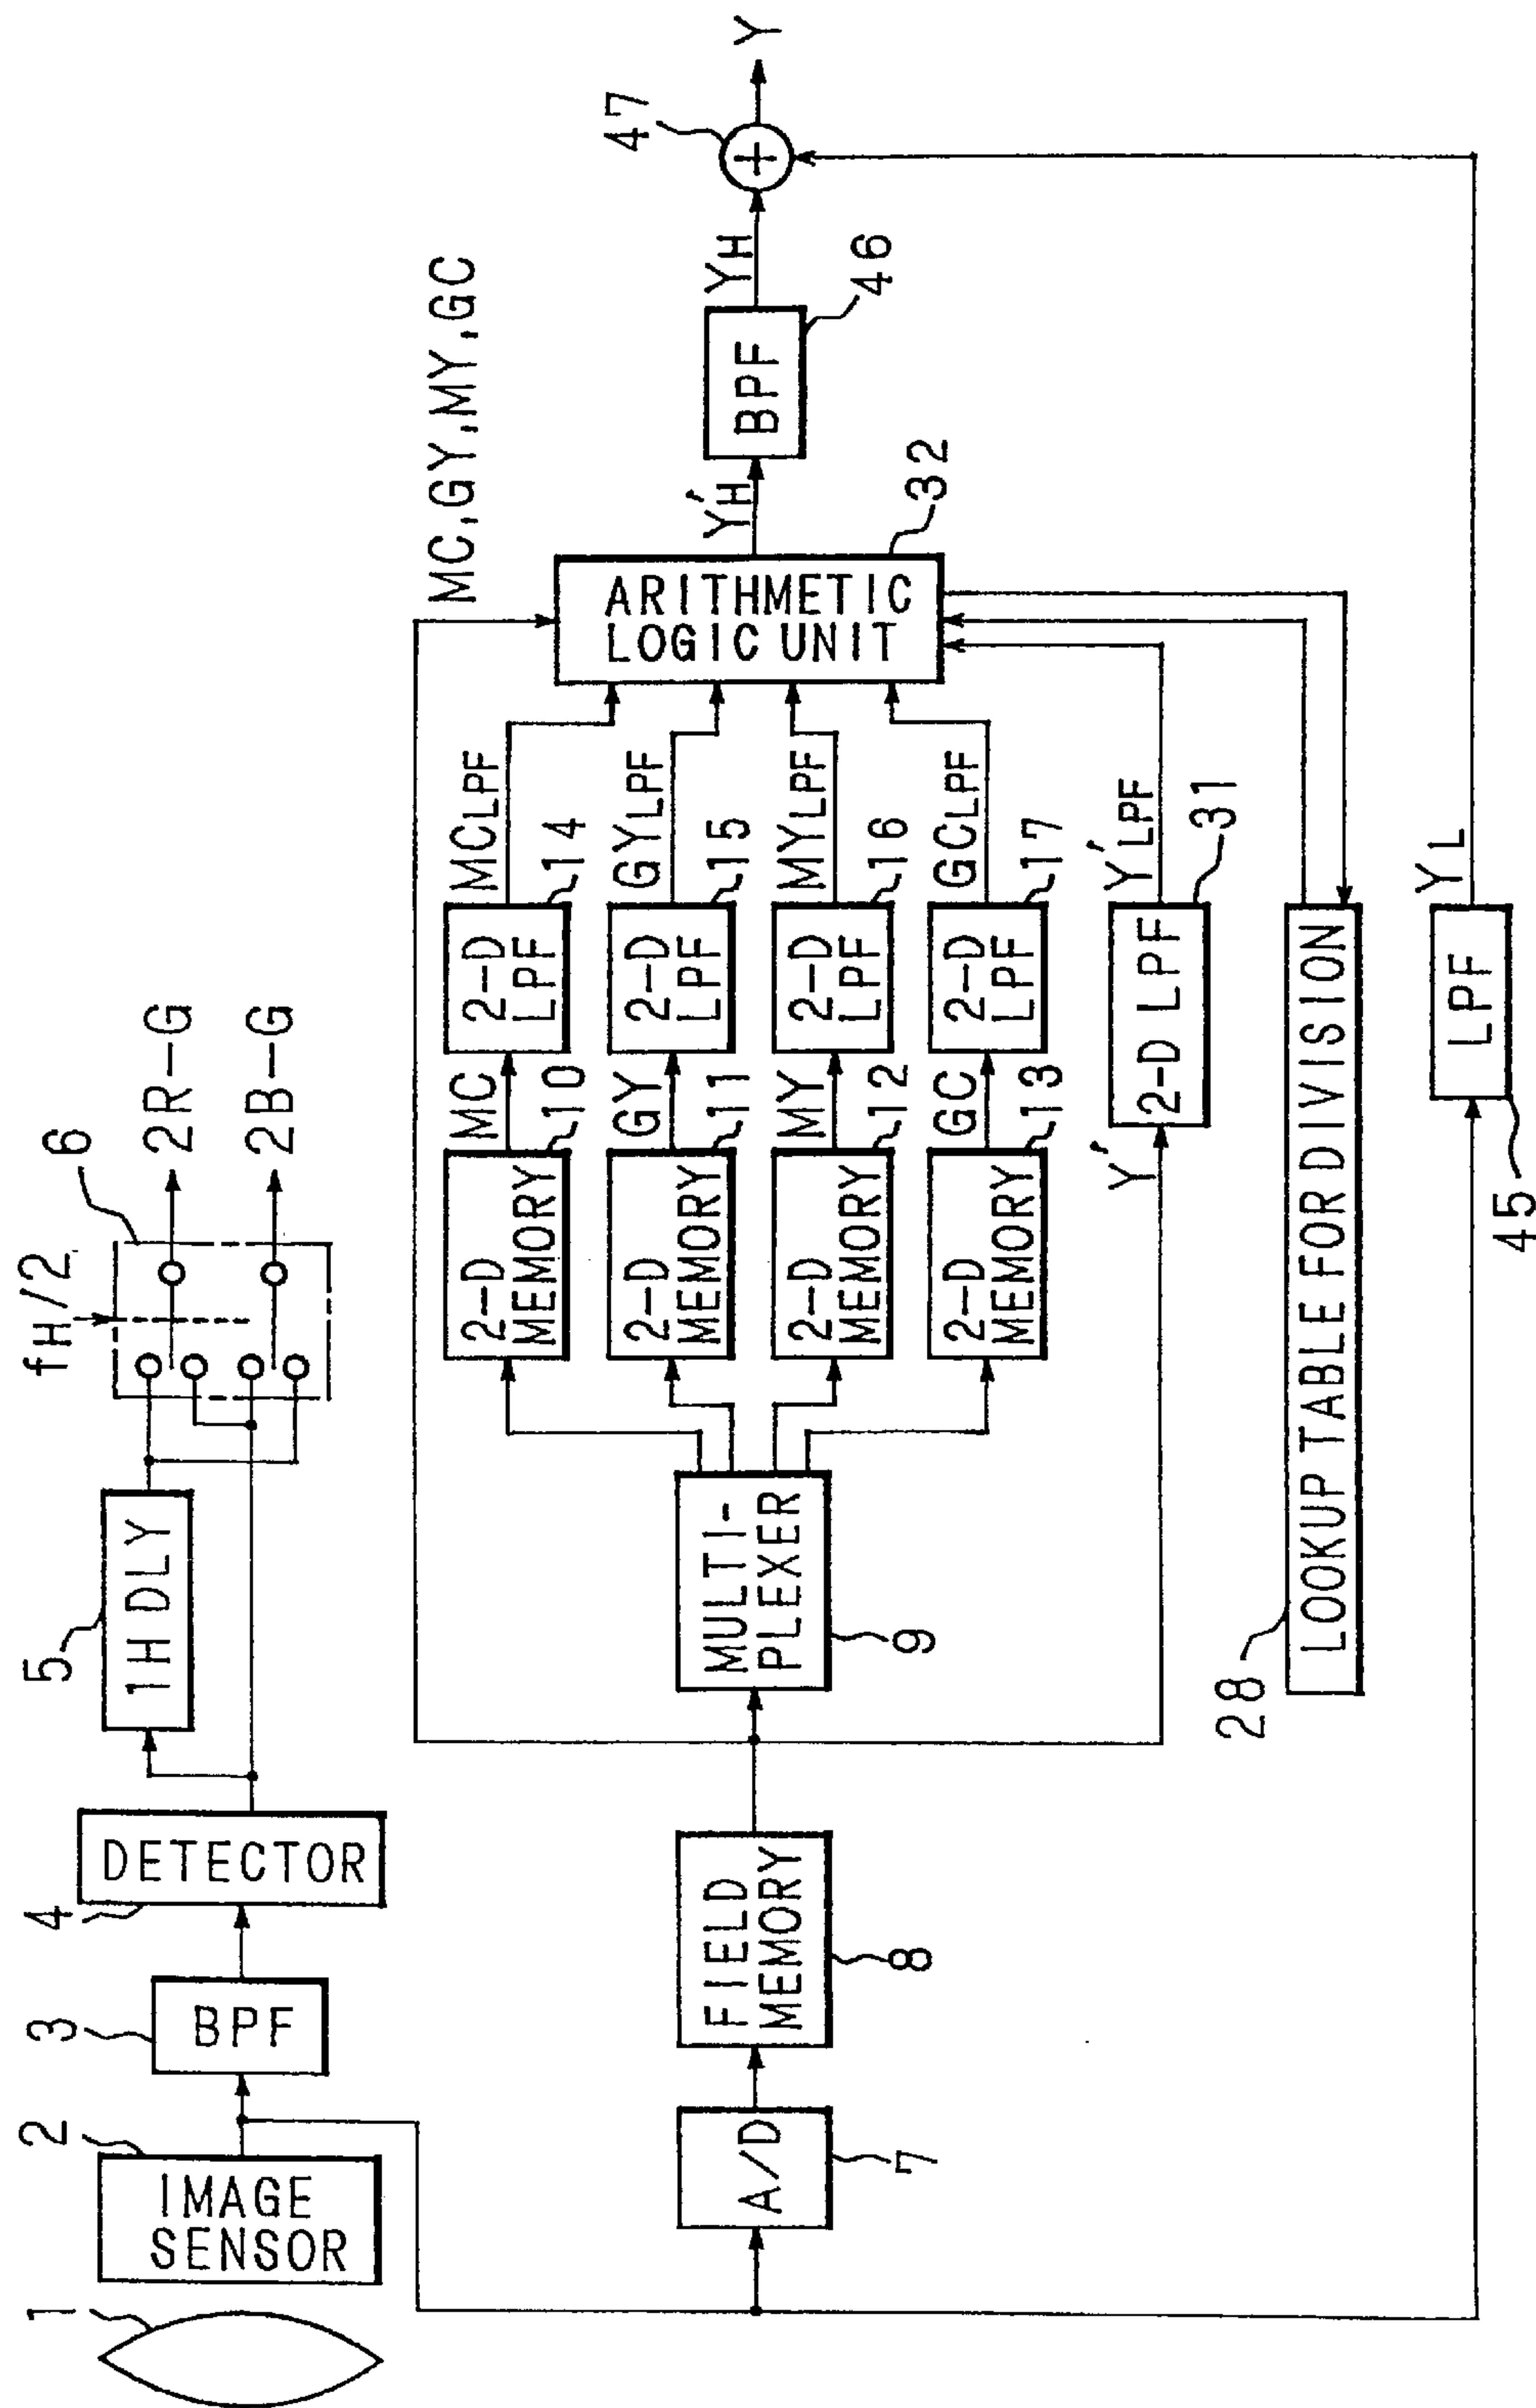 1
2
IMAGE
SENSOR
3
BPF
4
DETECTOR
5
1H DLY
fH/2
6
2R-G
2B-G
A/D
7
FIELD
MEMORY
8
MULTI-
PLEXER
9
2-D
MEMORY
10
MC
2-D
LPF
14
MCLPF
2-D
MEMORY
11
GY
2-D
LPF
15
GYLPF
2-D
MEMORY
12
MY
2-D
LPF
16
MYLPF
2-D
MEMORY
13
GC
2-D
LPF
17
GCLPF
Y'
2-D LPF
31
Y'LPF
MC,GY,MY,GC
ARITHMETIC
LOGIC UNIT
32
Y'H
BPF
46
YH
47
+
Y
28
LOOKUP TABLE FOR DIVISION
LPF
45
YL